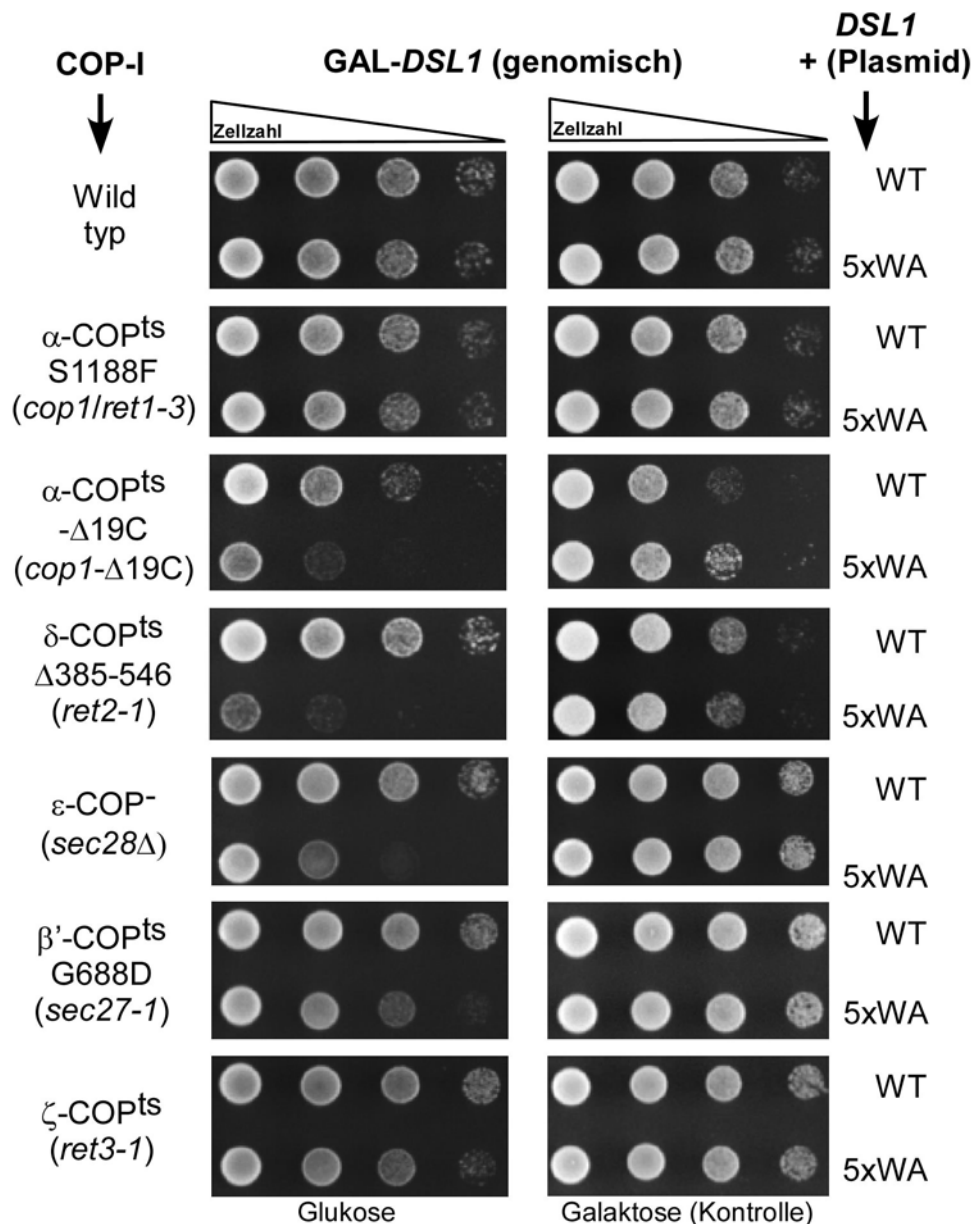 COP-I
GAL-DSL1 (genomisch)
DSL1
+ (Plasmid)
Zellzahl
Zellzahl
Wild
typ
WT
5xWA
α-COPts
S1188F
(cop1/ret1-3)
WT
5xWA
α-COPts
-Δ19C
(cop1-Δ19C)
WT
5xWA
δ-COPts
Δ385-546
(ret2-1)
WT
5xWA
ε-COP-
(sec28Δ)
WT
5xWA
β'-COPts
G688D
(sec27-1)
WT
5xWA
ζ-COPts
(ret3-1)
WT
5xWA
Glukose
Galaktose (Kontrolle)